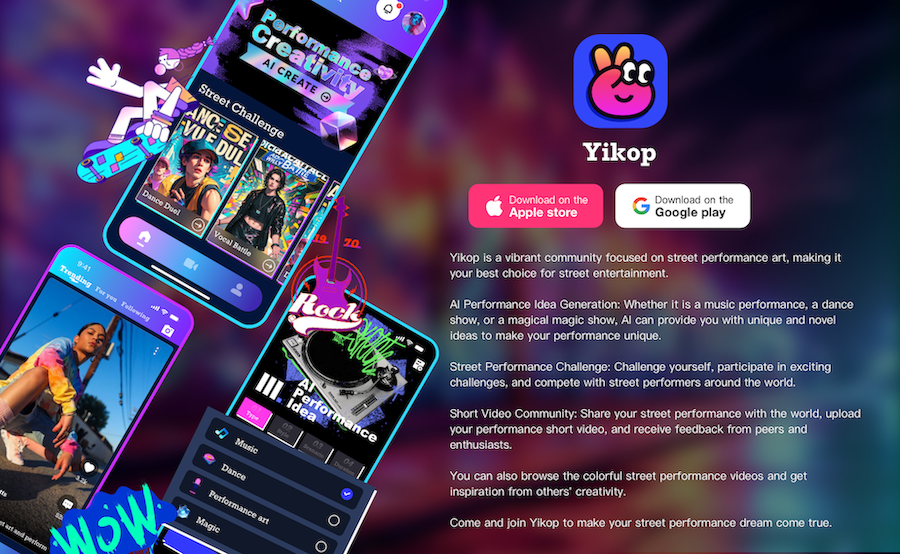 Performance
Creativity
AI CREATE
Street Challenge
Dance Duel
Vocal Battle
9:41
Trending
For you
Following
19 70
Rock
AI
Performance
Idea
Type
Music
Dance
Performance art
Magic
WOW
art and perform
Yikop
Download on the
Apple store
Download on the
Google play
Yikop is a vibrant community focused on street performance art, making it
your best choice for street entertainment.
AI Performance Idea Generation: Whether it is a music performance, a dance
show, or a magical magic show, AI can provide you with unique and novel
ideas to make your performance unique.
Street Performance Challenge: Challenge yourself, participate in exciting
challenges, and compete with street performers around the world.
Short Video Community: Share your street performance with the world, upload
your performance short video, and receive feedback from peers and
enthusiasts.
You can also browse the colorful street performance videos and get
inspiration from others' creativity.
Come and join Yikop to make your street performance dream come true.